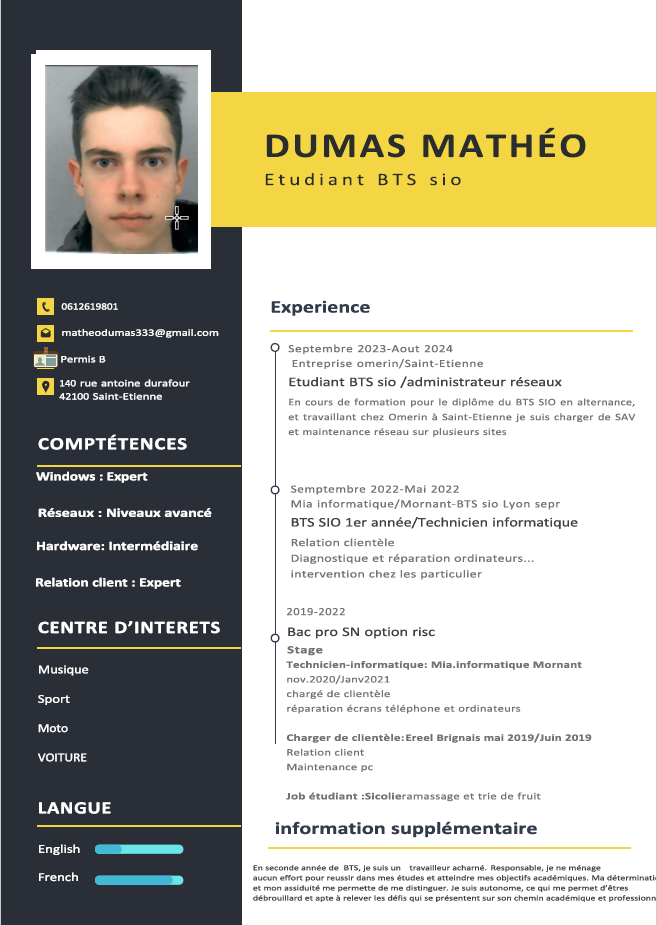 DUMAS MATHÉO
Etudiant BTS sio
0612619801
matheodumas333@gmail.com
Permis B
140 rue antoine durafour
42100 Saint-Etienne
COMPTÉTENCES
Windows : Expert
Réseaux : Niveaux avancé
Hardware: Intermédiaire
Relation client : Expert
CENTRE D’INTERETS
Musique
Sport
Moto
VOITURE
LANGUE
English
French
Experience
Septembre 2023-Aout 2024
Entreprise omerin/Saint-Etienne
Etudiant BTS sio /administrateur réseaux
En cours de formation pour le diplôme du BTS SIO en alternance,
et travaillant chez Omerin à Saint-Etienne je suis charger de SAV
et maintenance réseau sur plusieurs sites
Semptembre 2022-Mai 2022
Mia informatique/Mornant-BTS sio Lyon sepr
BTS SIO 1er année/Technicien informatique
Relation clientèle
Diagnostique et réparation ordinateurs...
intervention chez les particulier
2019-2022
Bac pro SN option risc
Stage
Technicien-informatique: Mia.informatique Mornant
nov.2020/Janv2021
chargé de clientèle
réparation écrans téléphone et ordinateurs
Charger de clientèle:Ereel Brignais mai 2019/Juin 2019
Relation client
Maintenance pc
Job étudiant :Sicolieramassage et trie de fruit
information supplémentaire
En seconde année de BTS, je suis un travailleur acharné. Responsable, je ne ménage
aucun effort pour reussir dans mes études et atteindre mes objectifs académiques. Ma déterminati
et mon assiduité me permette de me distinguer. Je suis autonome, ce qui me permet d’êtres
débrouillard et apte à relever les défis qui se présentent sur son chemin académique et professionn